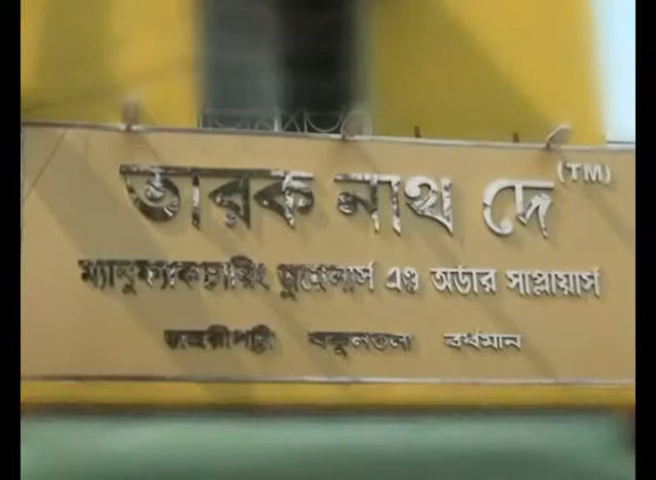 তারক নাথ দে (TM)
ম্যানুফ্যাকচারিং জুয়েলার্স এণ্ড অর্ডার সাপ্লায়ার্স
জহুরীপট্টী বকুলতলা বর্ধমান